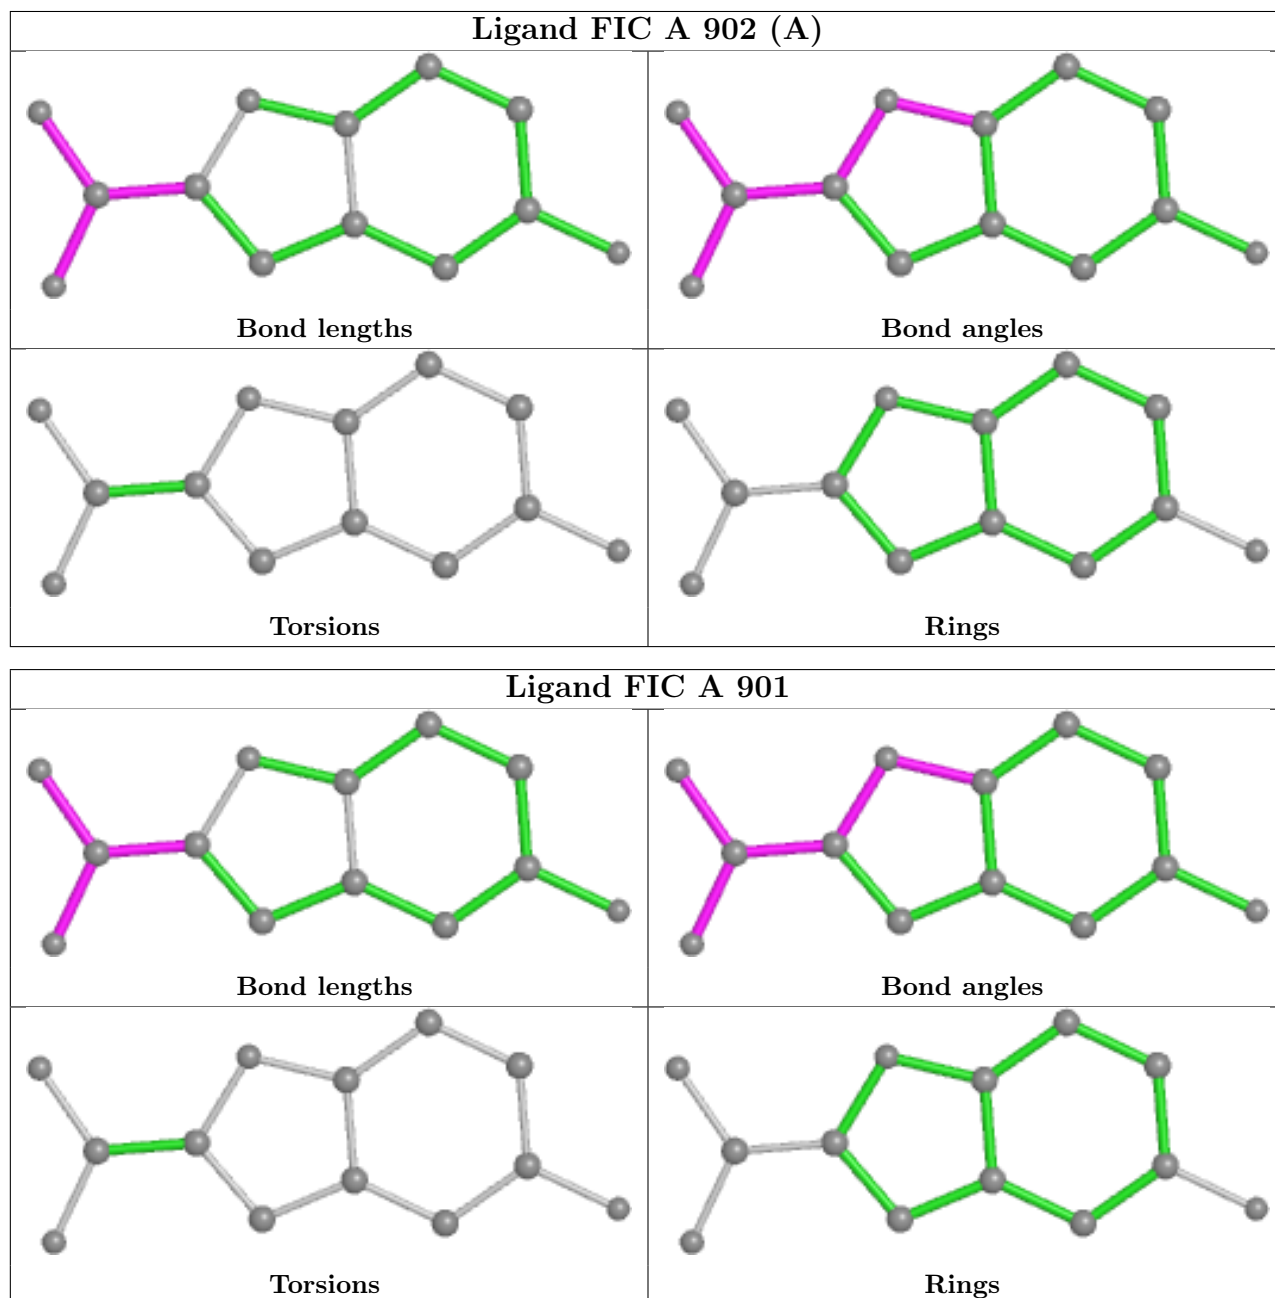 Ligand FIC A 902 (A)
Bond lengths
Bond angles
Torsions
Rings
Ligand FIC A 901
Bond lengths
Bond angles
Torsions
Rings